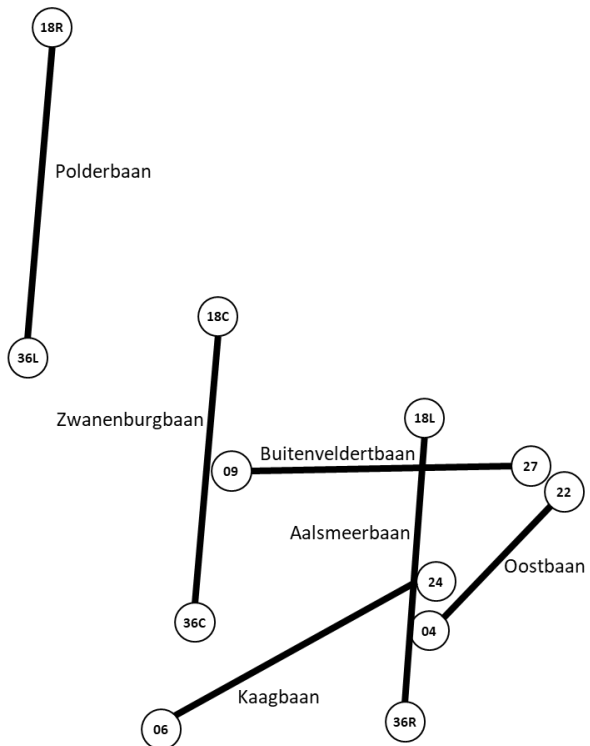 18R
Polderbaan
36L
18C
Zwanenburgbaan
18L
Buitenveldertbaan
09
27
22
Aalsmeerbaan
Oostbaan
24
04
36C
Kaagbaan
06
36R